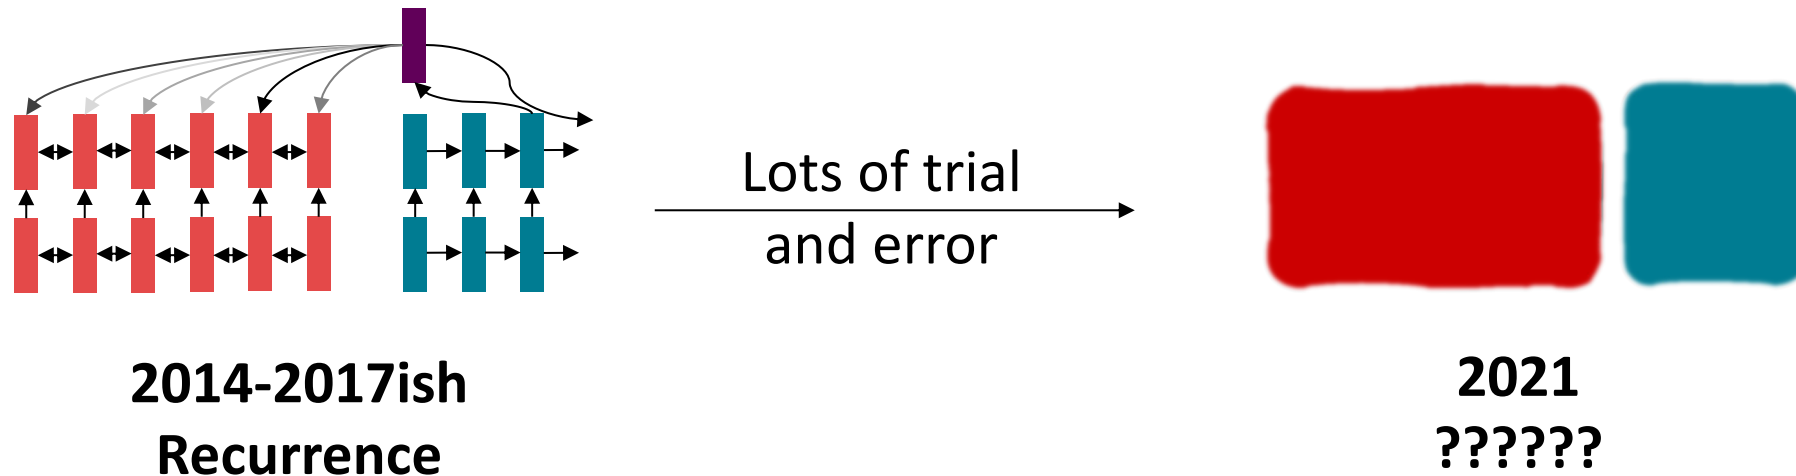 Lots of trial
and error
2014-2017ish
Recurrence
2021
??????